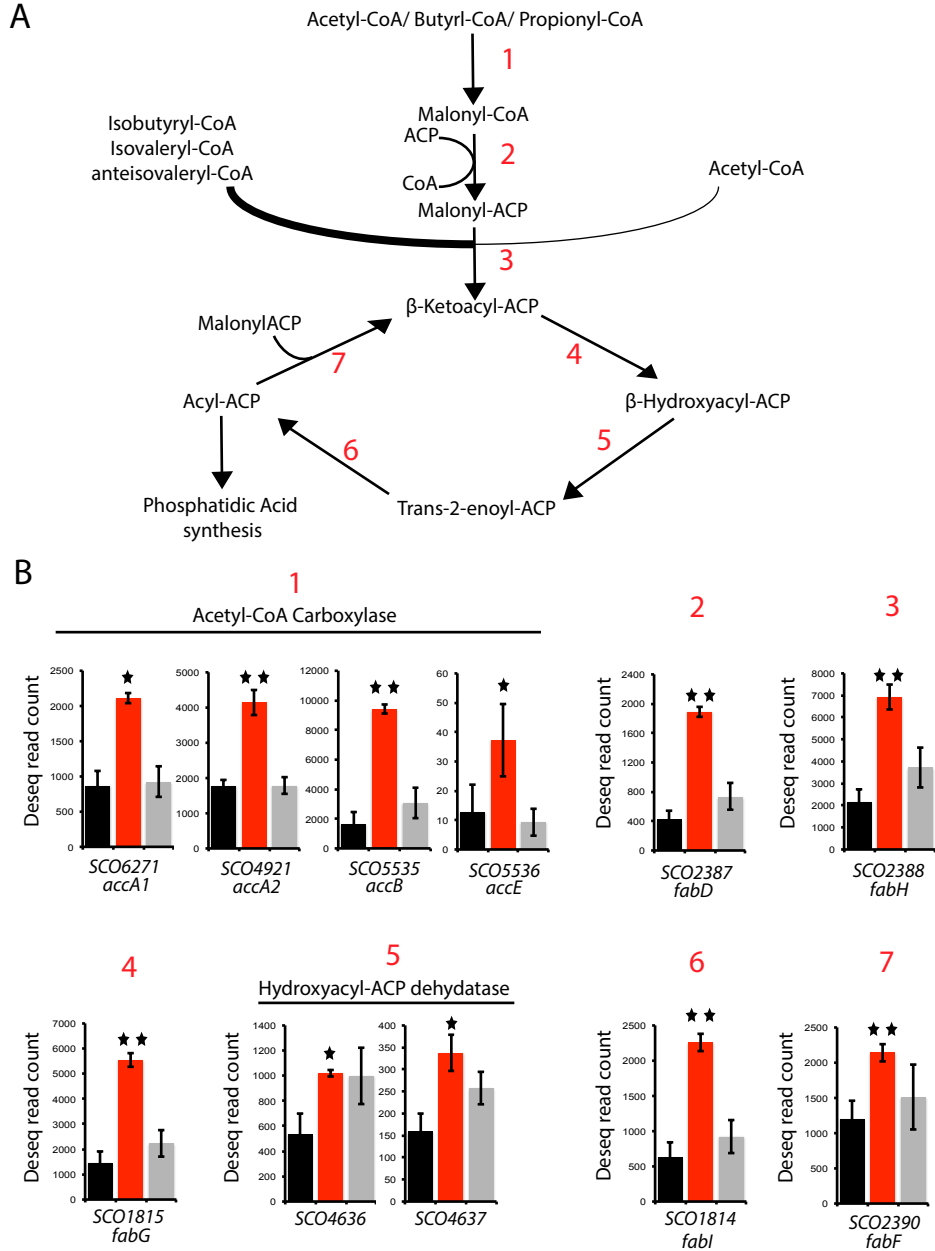 A
Acetyl-CoA/ Butyrl-CoA/ Propionyl-CoA
1
Malonyl-CoA
Isobutyryl-CoA
Isovaleryl-CoA
anteisovaleryl-CoA
ACP
2
CoA
Acetyl-CoA
Malonyl-ACP
3
β-Ketoacyl-ACP
MalonylACP
7
4
Acyl-ACP
β-Hydroxyacyl-ACP
6
5
Trans-2-enoyl-ACP
Phosphatidic Acid
synthesis
B
1
Acetyl-CoA Carboxylase
Deseq read count
2500
2000
1500
1000
500
0
SCO6271
accA1
4000
3000
2000
1000
0
SCO4921
accA2
12000
10000
8000
6000
4000
2000
0
SCO5535
accB
60
50
40
30
20
10
0
SCO5536
accE
2
Deseq read count
2400
2000
1600
1200
800
400
0
SCO2387
fabD
3
Deseq read count
8000
7000
6000
5000
4000
3000
2000
1000
0
SCO2388
fabH
4
Deseq read count
7000
6000
5000
4000
3000
2000
1000
0
SCO1815
fabG
5
Hydroxyacyl-ACP dehydatase
Deseq read count
1400
1200
1000
800
600
400
200
0
SCO4636
400
350
300
250
200
150
100
50
0
SCO4637
6
Deseq read count
2500
2000
1500
1000
500
0
SCO1814
fabI
7
Deseq read count
2500
2000
1500
1000
500
0
SCO2390
fabF